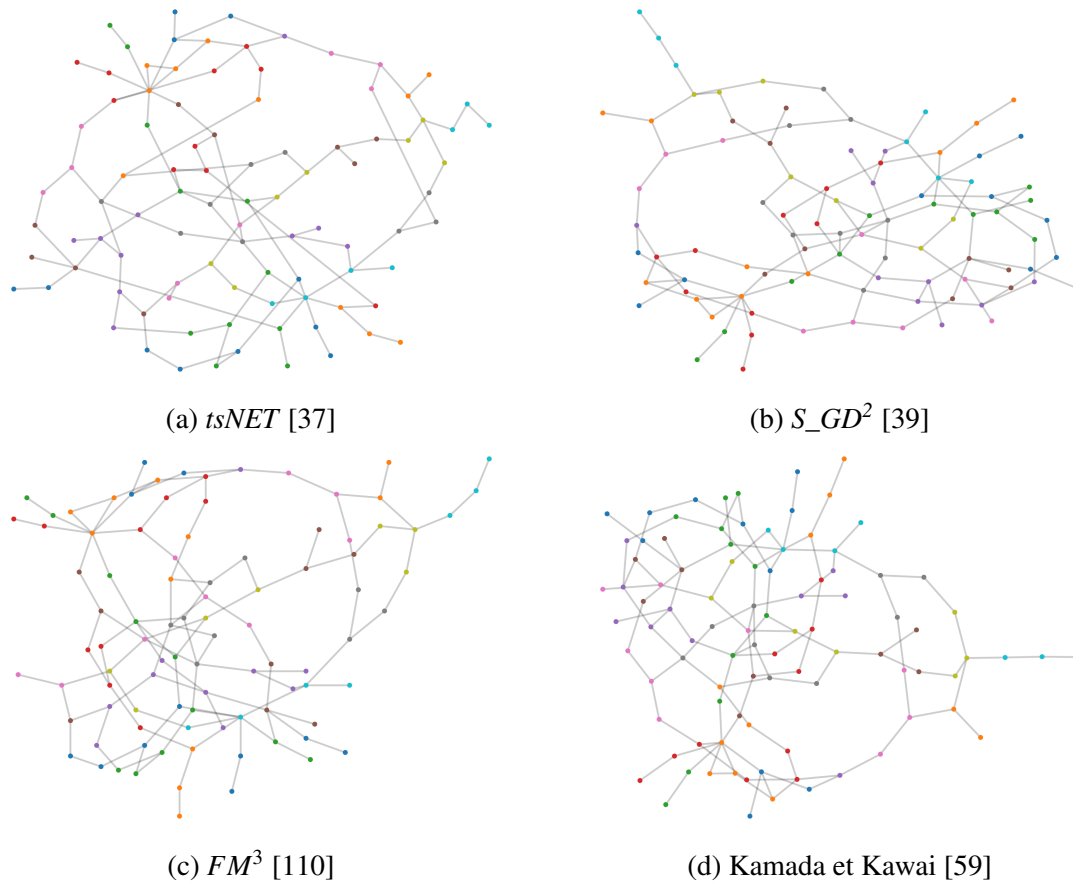 (a) tsNET [37]
(b) S_GD² [39]
(c) FM³ [110]
(d) Kamada et Kawai [59]